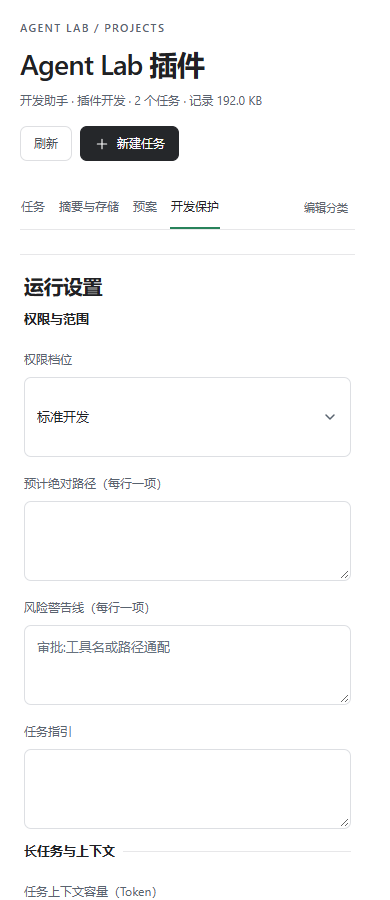 AGENT LAB / PROJECTS
Agent Lab 插件
开发助手 · 插件开发 · 2 个任务 · 记录 192.0 KB
刷新
＋ 新建任务
任务 摘要与存储 预案 开发保护 编辑分类
运行设置
权限与范围
权限档位
标准开发
预计绝对路径（每行一项）
风险警告线（每行一项）
审批:工具名或路径通配
任务指引
长任务与上下文
任务上下文容量（Token）